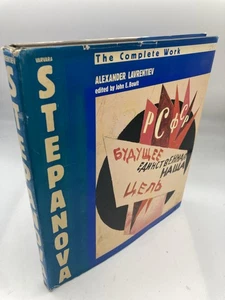 VARVARA
STEPANOVA
The Complete Work
ALEXANDER LAVRENTIEV
edited by John E. Bowlt
РСФСР
БУДУЩЕЕ
ЕДИНСТВЕННАЯ
НАША
ЦЕЛЬ